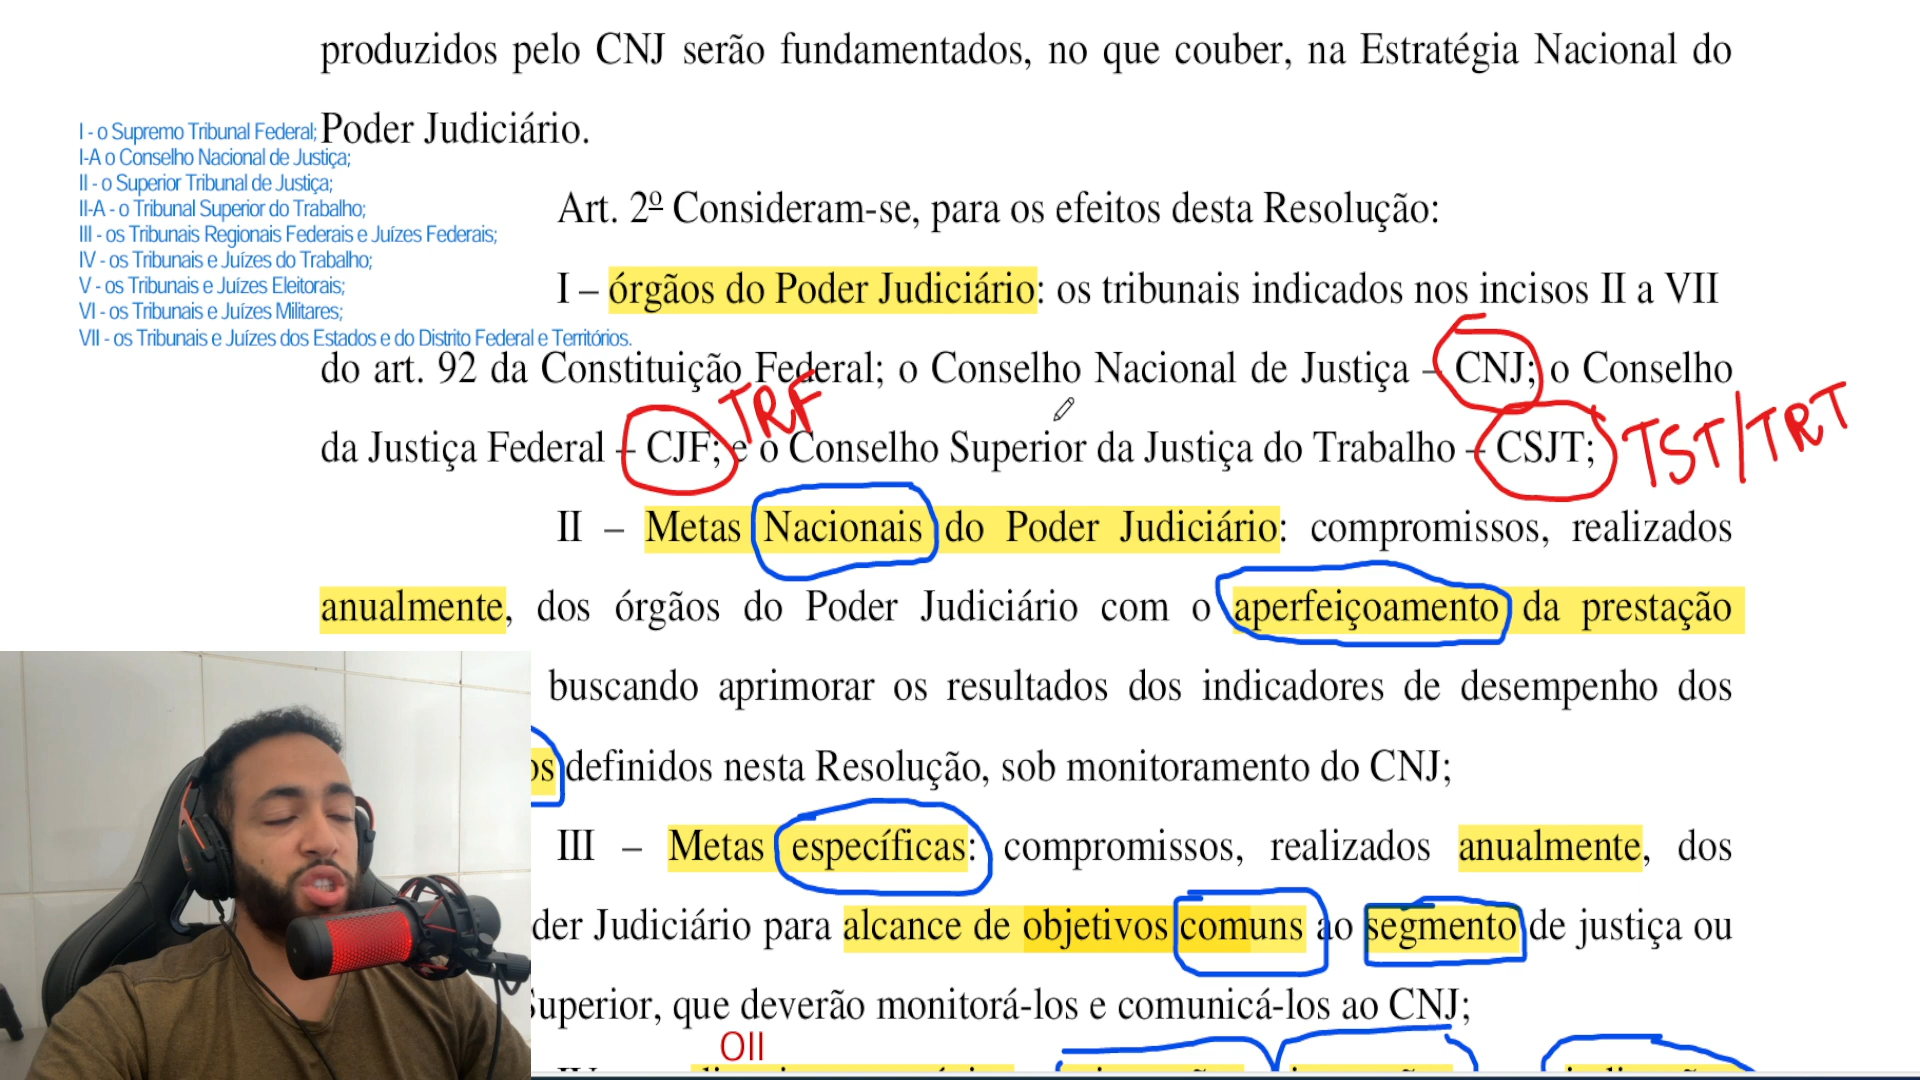 produzidos pelo CNJ serão fundamentados, no que couber, na Estratégia Nacional do
Poder Judiciário.
I - o Supremo Tribunal Federal;
I-A o Conselho Nacional de Justiça;
II - o Superior Tribunal de Justiça;
II-A - o Tribunal Superior do Trabalho;
III - os Tribunais Regionais Federais e Juízes Federais;
IV - os Tribunais e Juízes do Trabalho;
V - os Tribunais e Juízes Eleitorais;
VI - os Tribunais e Juízes Militares;
VII - os Tribunais e Juízes dos Estados e do Distrito Federal e Territórios.
Art. 2º Consideram-se, para os efeitos desta Resolução:
I – órgãos do Poder Judiciário: os tribunais indicados nos incisos II a VII
do art. 92 da Constituição Federal; o Conselho Nacional de Justiça – CNJ; o Conselho
TRF
da Justiça Federal – CJF; e o Conselho Superior da Justiça do Trabalho – CSJT;
TST/TRT
II – Metas Nacionais do Poder Judiciário: compromissos, realizados
anualmente, dos órgãos do Poder Judiciário com o aperfeiçoamento da prestação
buscando aprimorar os resultados dos indicadores de desempenho dos
os definidos nesta Resolução, sob monitoramento do CNJ;
III – Metas específicas: compromissos, realizados anualmente, dos
der Judiciário para alcance de objetivos comuns ao segmento de justiça ou
Superior, que deverão monitorá-los e comunicá-los ao CNJ;
OII